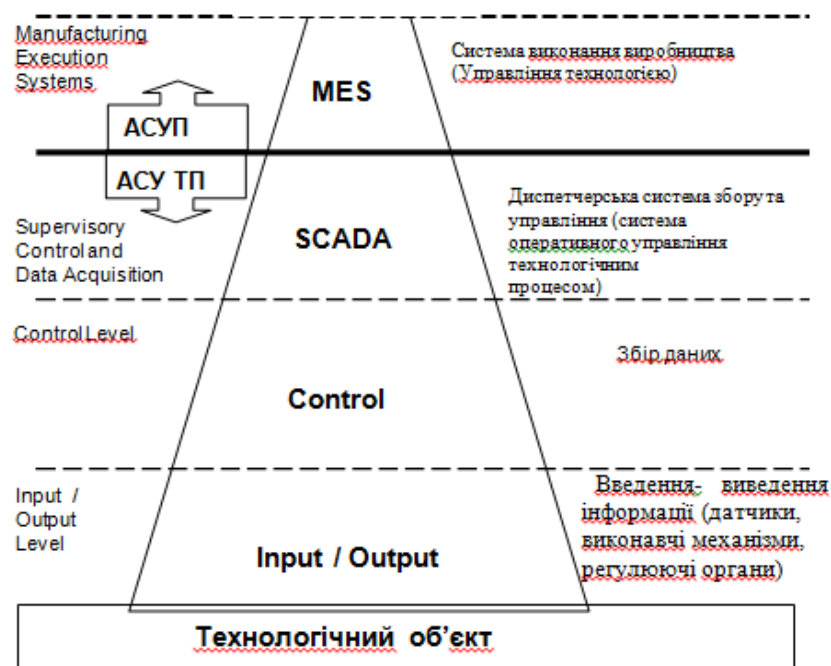 Manufacturing
Execution
Systems
MES
Система виконання виробництва
(Управління технологією)
АСУП
АСУ ТП
Supervisory
Control and
Data Acquisition
SCADA
Диспетчерська система збору та
управління (система
оперативного управління
технологічним
процесом)
Control Level
Control
Збір даних
Input /
Output
Level
Input / Output
Введення- виведення
інформації (датчики,
виконавчі механізми,
регулюючі органи)
Технологічний об’єкт